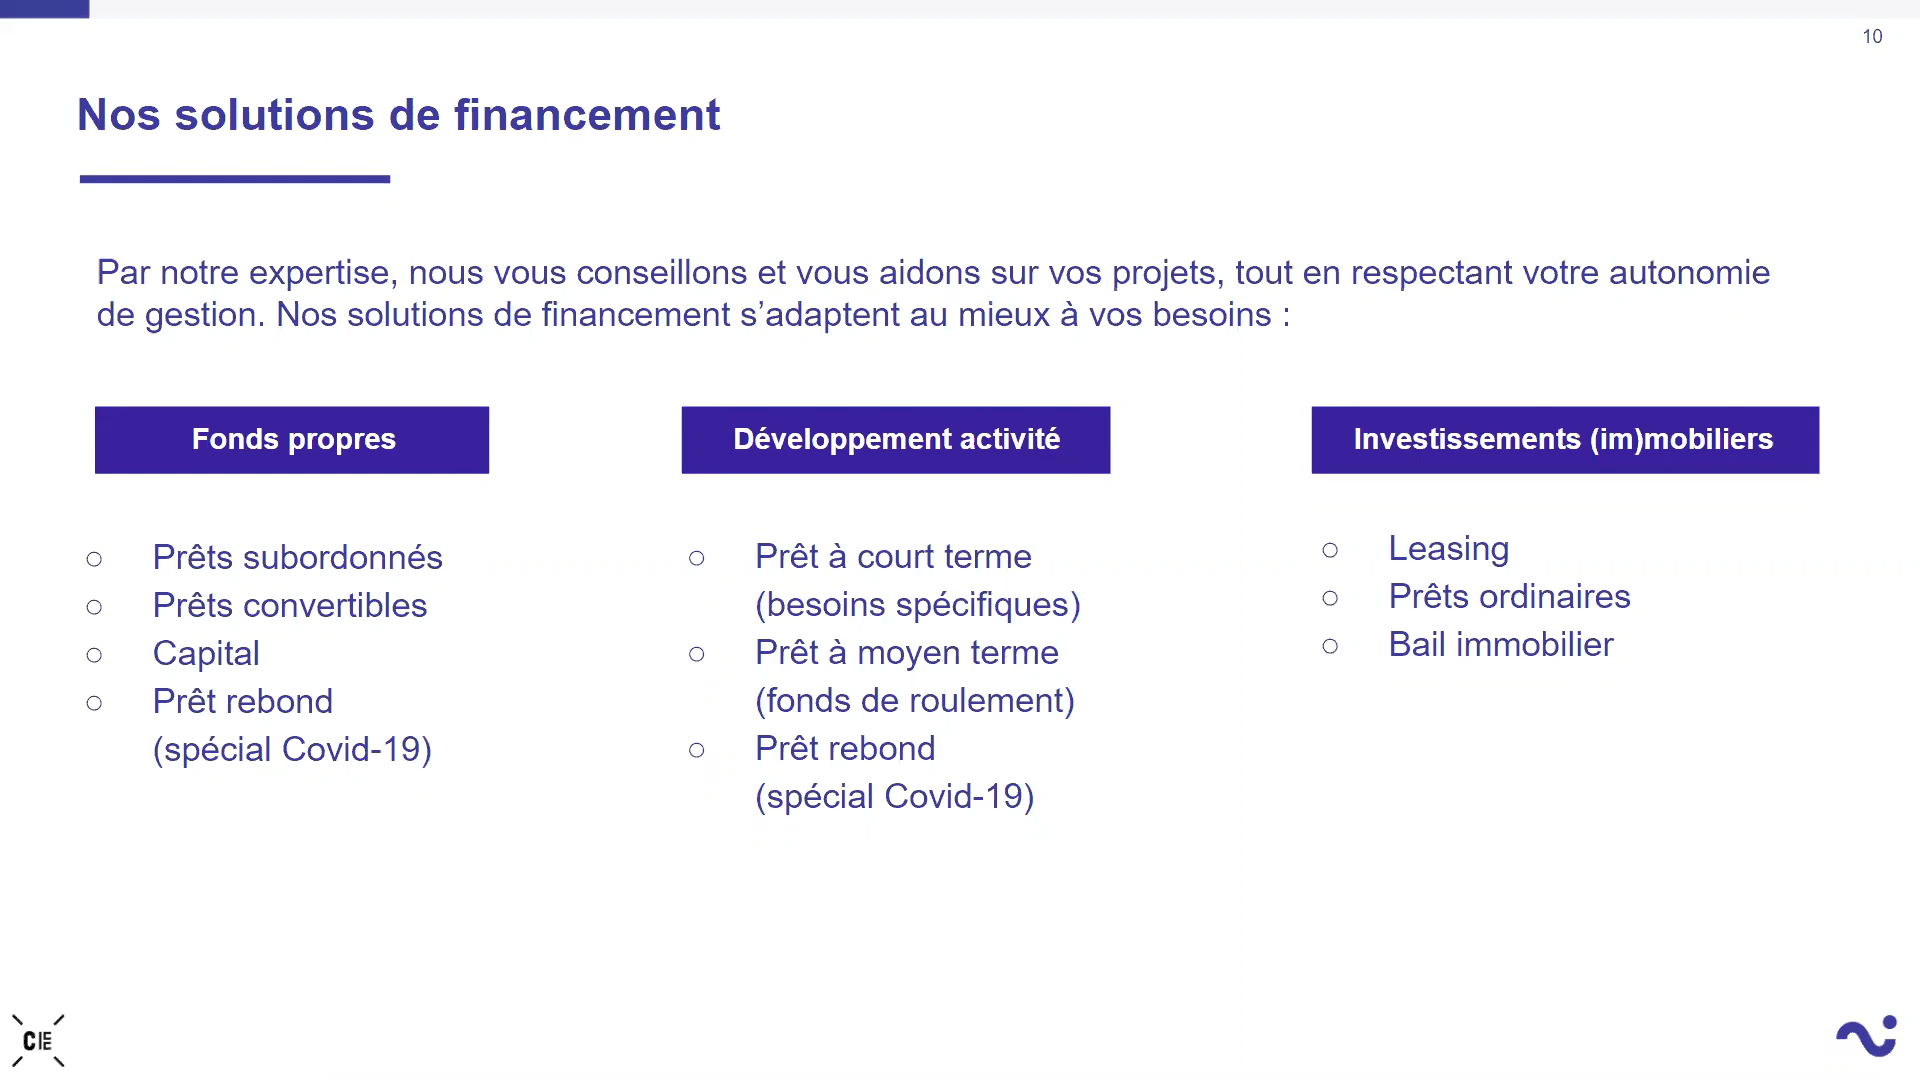 10
Nos solutions de financement
Par notre expertise, nous vous conseillons et vous aidons sur vos projets, tout en respectant votre autonomie
de gestion. Nos solutions de financement s’adaptent au mieux à vos besoins :
Fonds propres
Prêts subordonnés
Prêts convertibles
Capital
Prêt rebond
(spécial Covid-19)
Développement activité
Prêt à court terme
(besoins spécifiques)
Prêt à moyen terme
(fonds de roulement)
Prêt rebond
(spécial Covid-19)
Investissements (im)mobiliers
Leasing
Prêts ordinaires
Bail immobilier